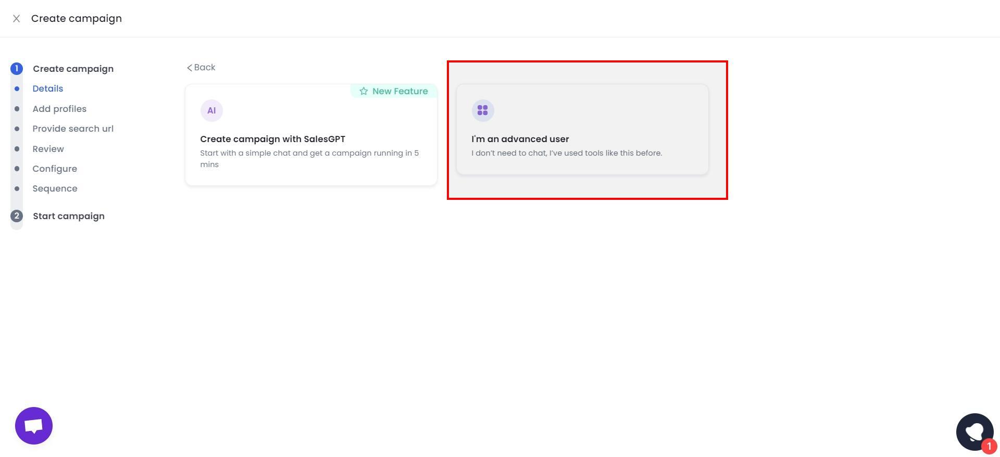 Create campaign
1 Create campaign
Details
Add profiles
Provide search url
Review
Configure
Sequence
2 Start campaign
Back
New Feature
AI
Create campaign with SalesGPT
Start with a simple chat and get a campaign running in 5
mins
I'm an advanced user
I don’t need to chat, I’ve used tools like this before.
1